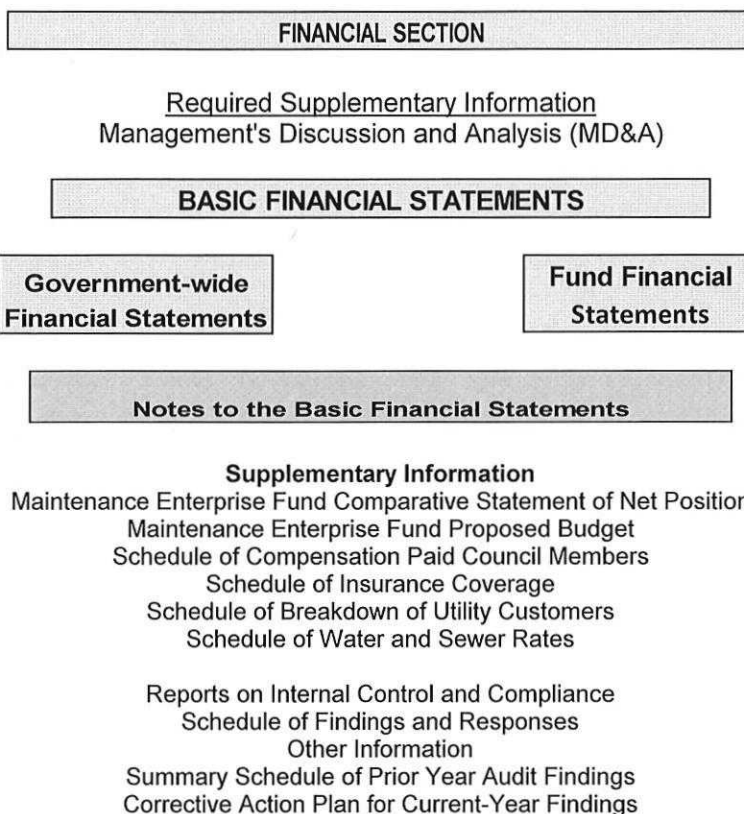 FINANCIAL SECTION
Required Supplementary Information
Management's Discussion and Analysis (MD&A)
BASIC FINANCIAL STATEMENTS
Government-wide
Financial Statements
Fund Financial
Statements
Notes to the Basic Financial Statements
Supplementary Information
Maintenance Enterprise Fund Comparative Statement of Net Position
Maintenance Enterprise Fund Proposed Budget
Schedule of Compensation Paid Council Members
Schedule of Insurance Coverage
Schedule of Breakdown of Utility Customers
Schedule of Water and Sewer Rates
Reports on Internal Control and Compliance
Schedule of Findings and Responses
Other Information
Summary Schedule of Prior Year Audit Findings
Corrective Action Plan for Current-Year Findings